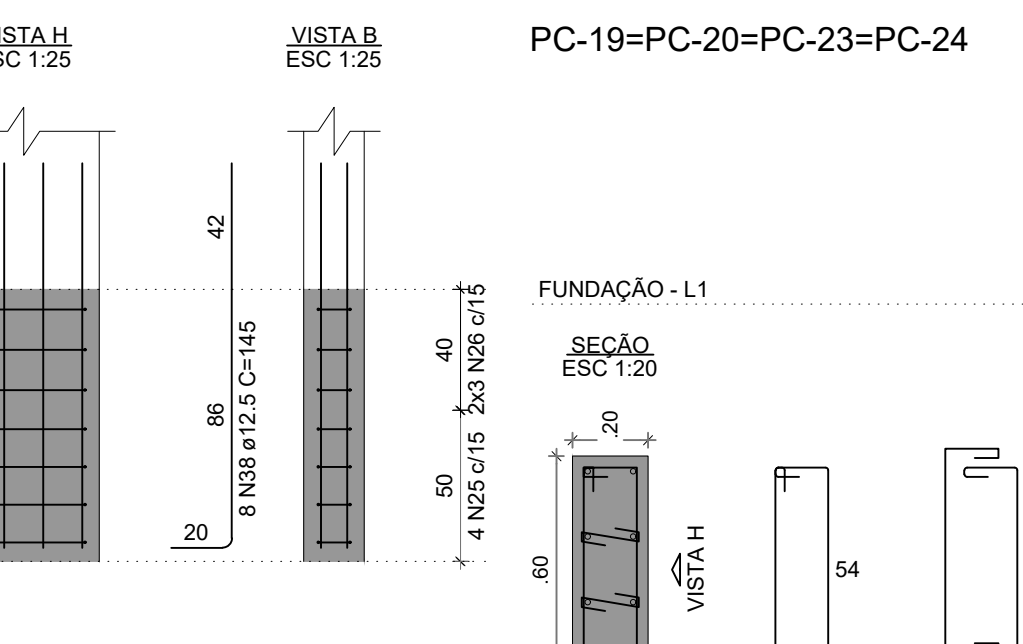 VISTA B
ESC 1:25
PC-19=PC-20=PC-23=PC-24
42
86
20
8 N38 ø12.5 C=145
40
50
2x3 N26 c/15
4 N25 c/15
FUNDAÇÃO - L1
SEÇÃO
ESC 1:20
.20
.60
VISTA H
54
ISTA H
SC 1:25